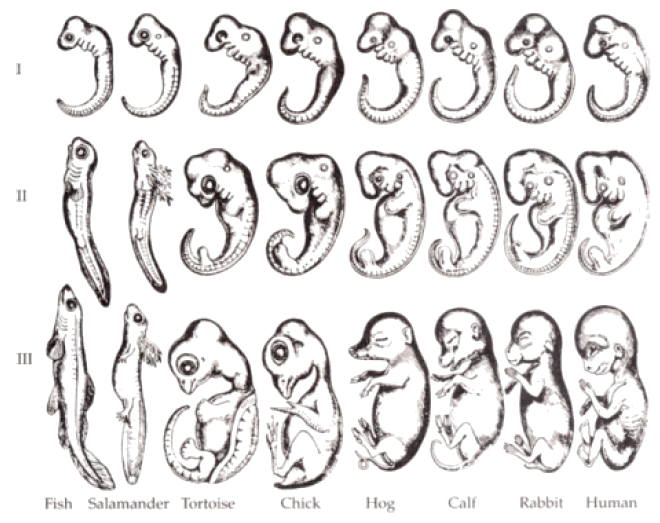 I
II
III
Fish Salamander Tortoise Chick Hog Calf Rabbit Human